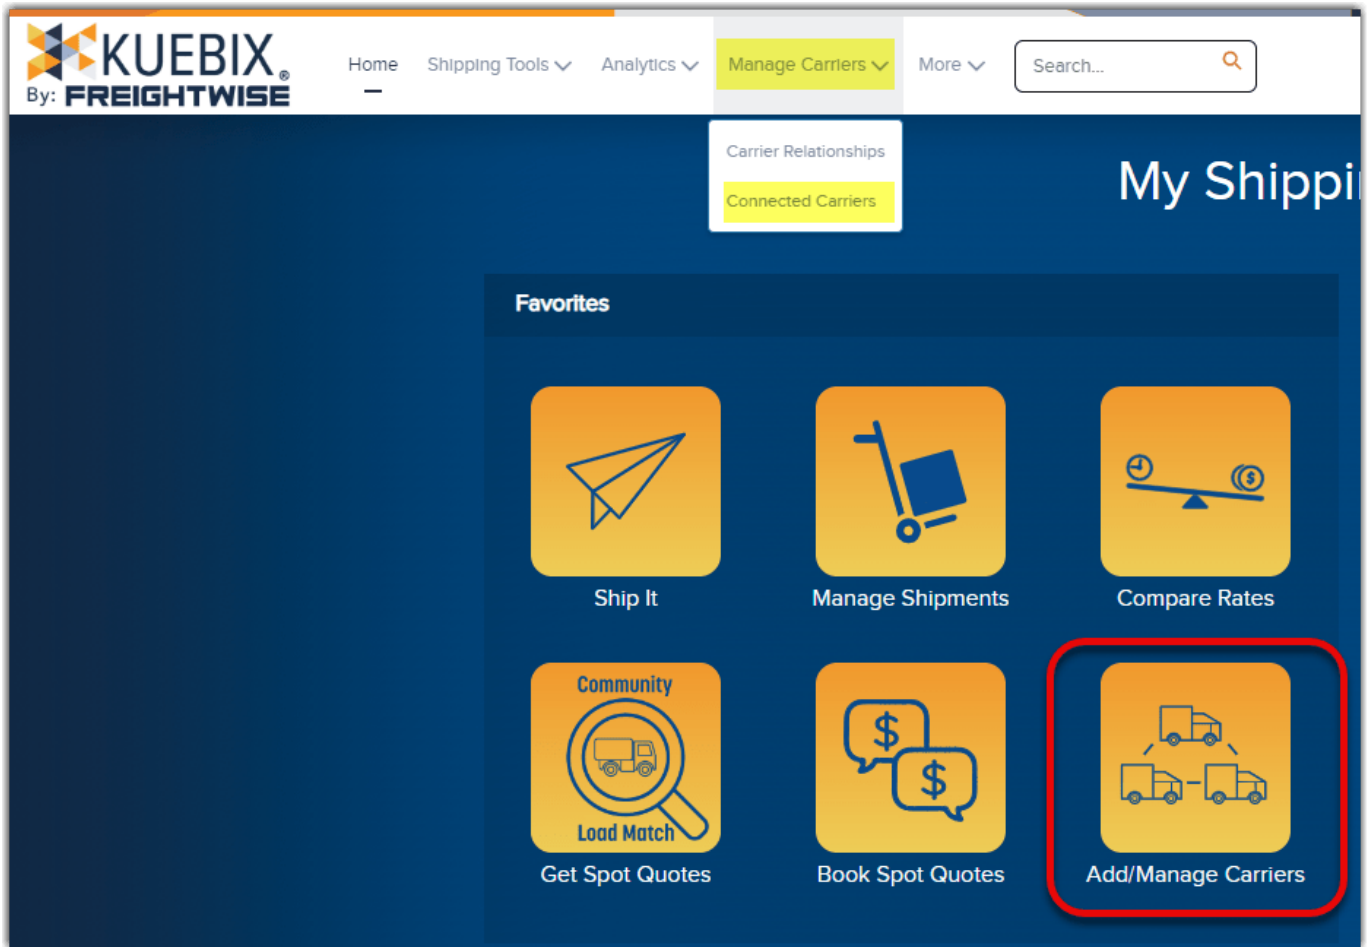 KUEBIX®
By: FREIGHTWISE
Home Shipping Tools Analytics Manage Carriers More Search...
Carrier Relationships
Connected Carriers
My Shippi
Favorites
Ship It Manage Shipments Compare Rates
Community
Load Match
$ $ $
Get Spot Quotes Book Spot Quotes Add/Manage Carriers